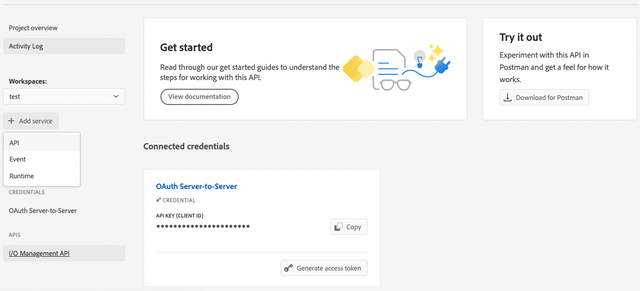 Project overview
Activity Log
Workspaces:
test
+ Add service
API
Event
Runtime
CREDENTIALS
OAuth Server-to-Server
APIS
I/O Management API
Get started
Read through our get started guides to understand the
steps for working with this API.
View documentation
Try it out
Experiment with this API in
Postman and get a feel for how it
works.
Download for Postman
Connected credentials
OAuth Server-to-Server
CREDENTIAL
API KEY (CLIENT ID)
Copy
Generate access token